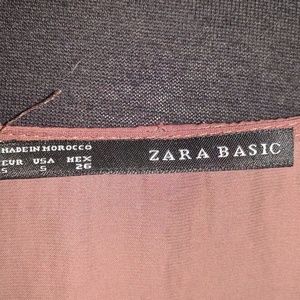 MADE IN MOROCCO
EUR USA MEX
S S 26
ZARA BASIC